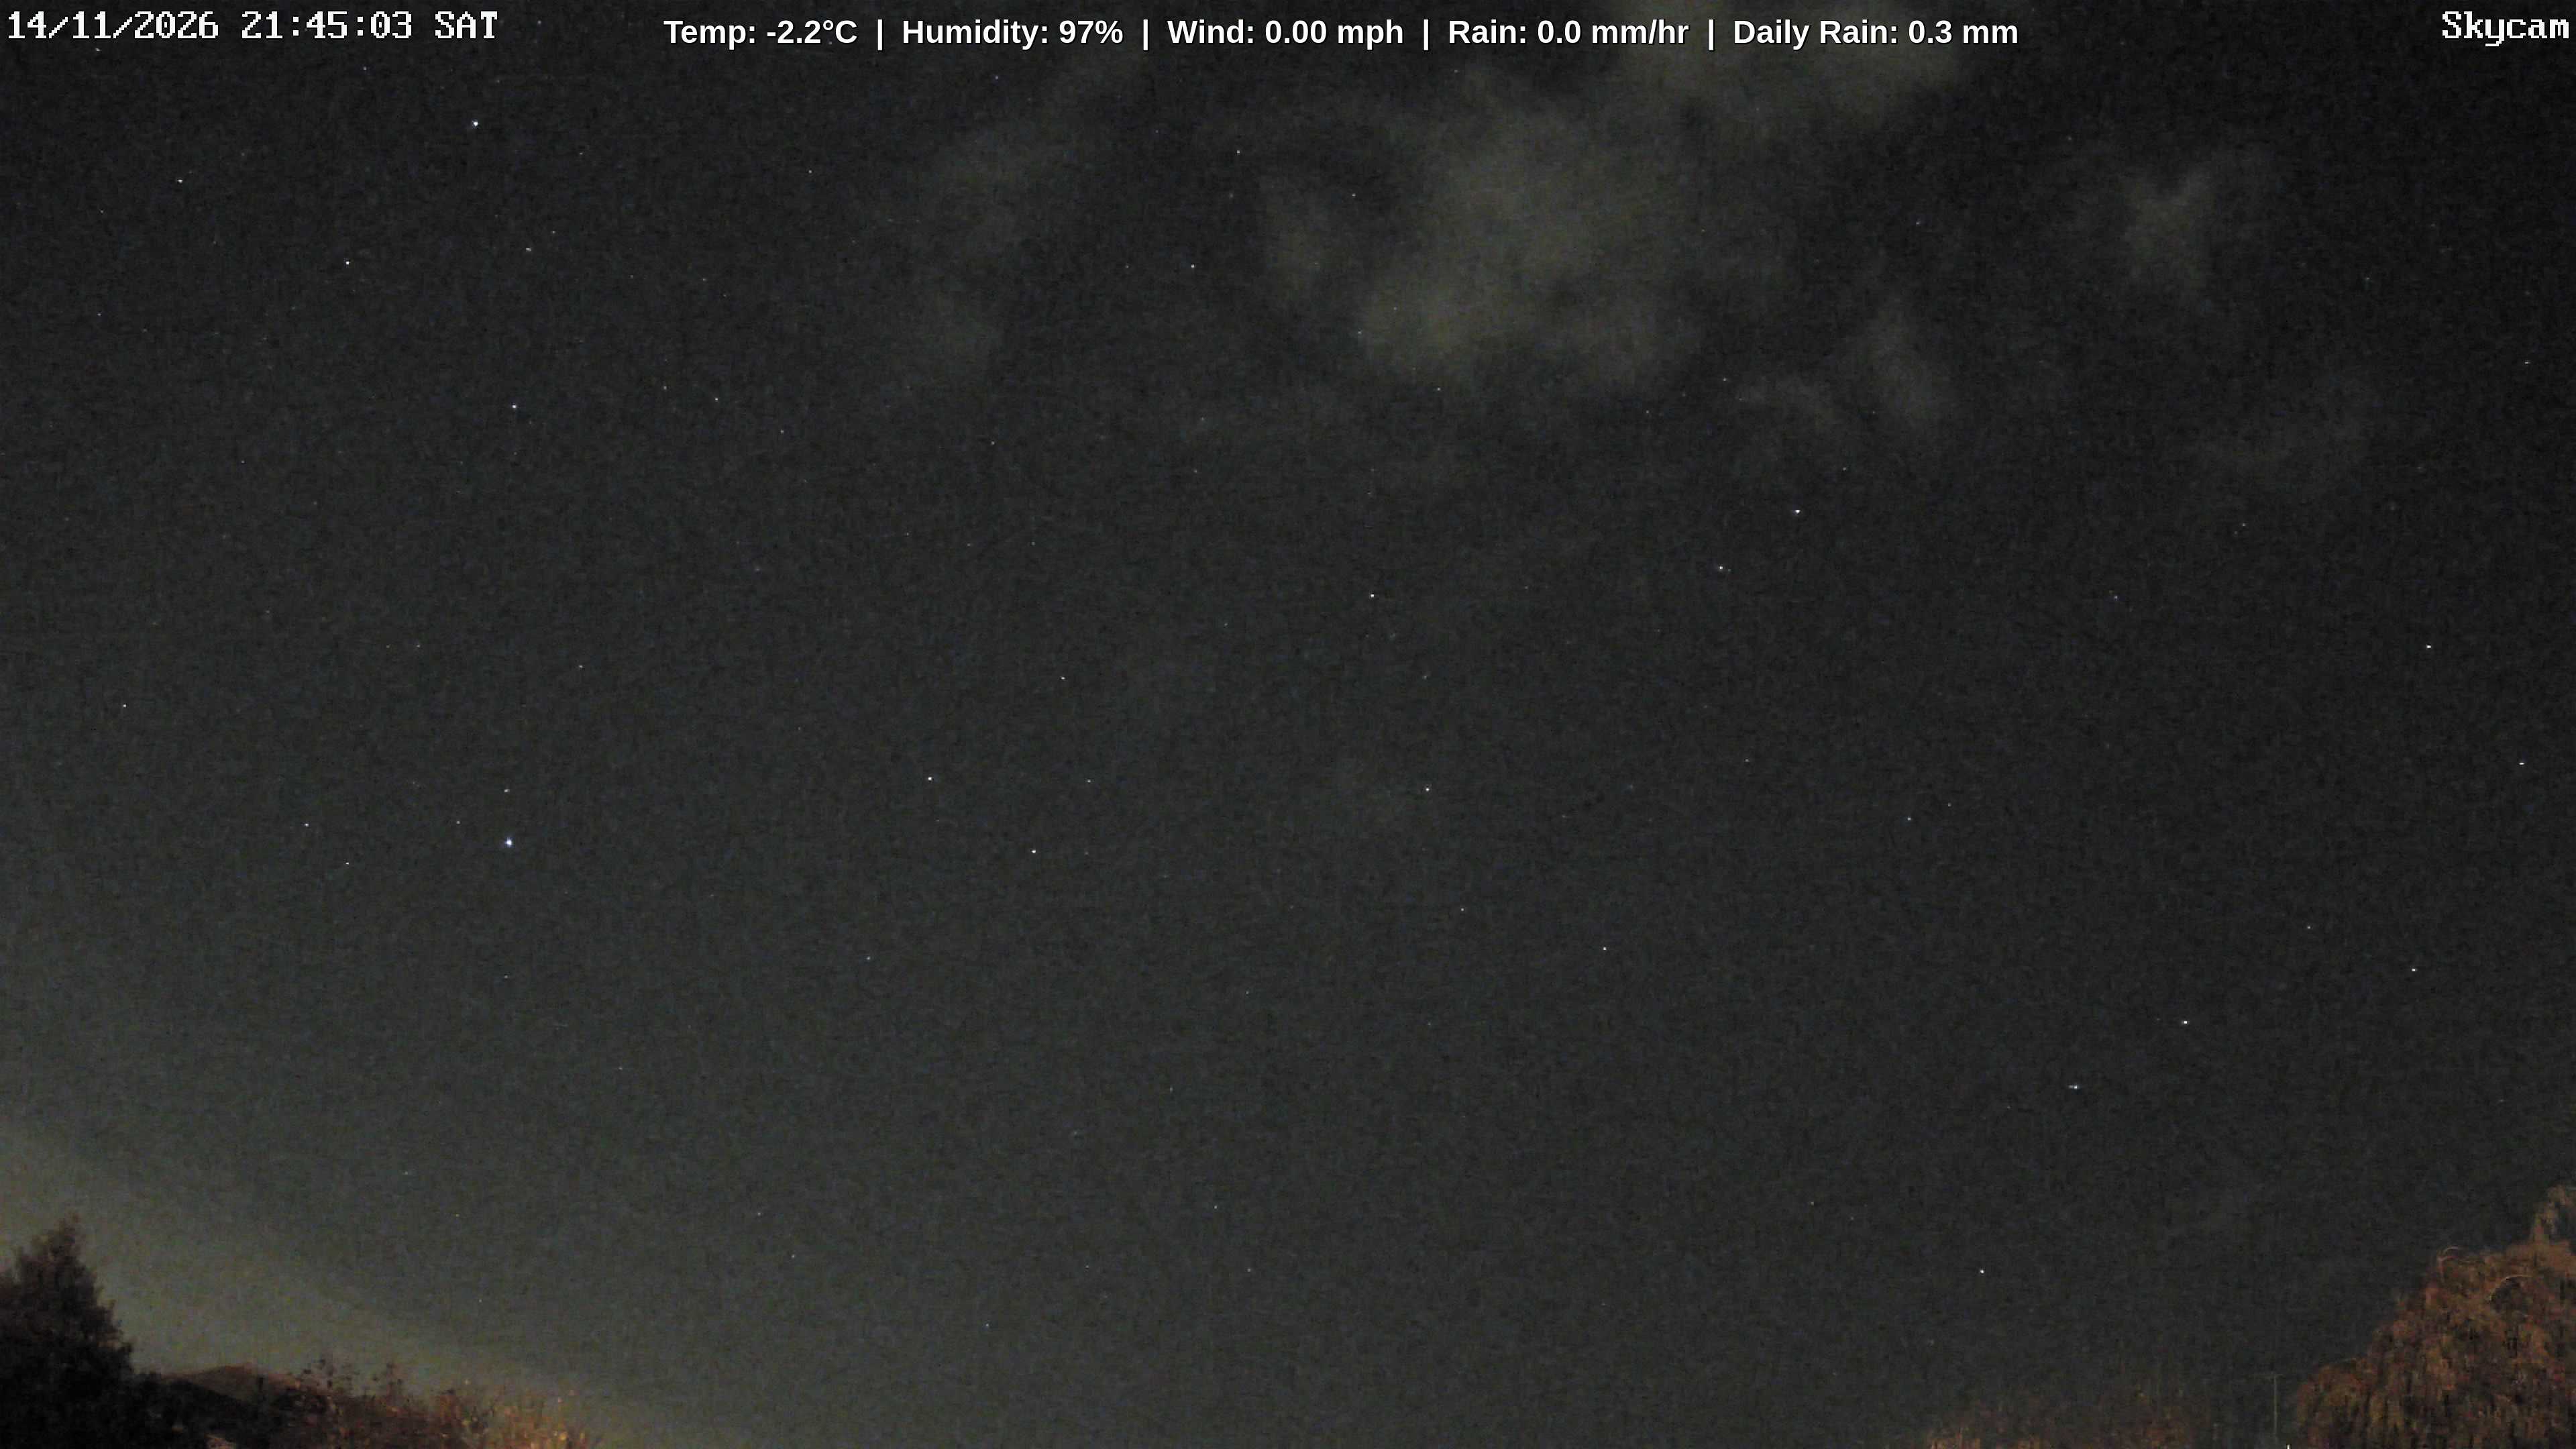 14/11/2026 21:45:03 SAT
Temp: -2.2°C | Humidity: 97% | Wind: 0.00 mph | Rain: 0.0 mm/hr | Daily Rain: 0.3 mm
Skycam